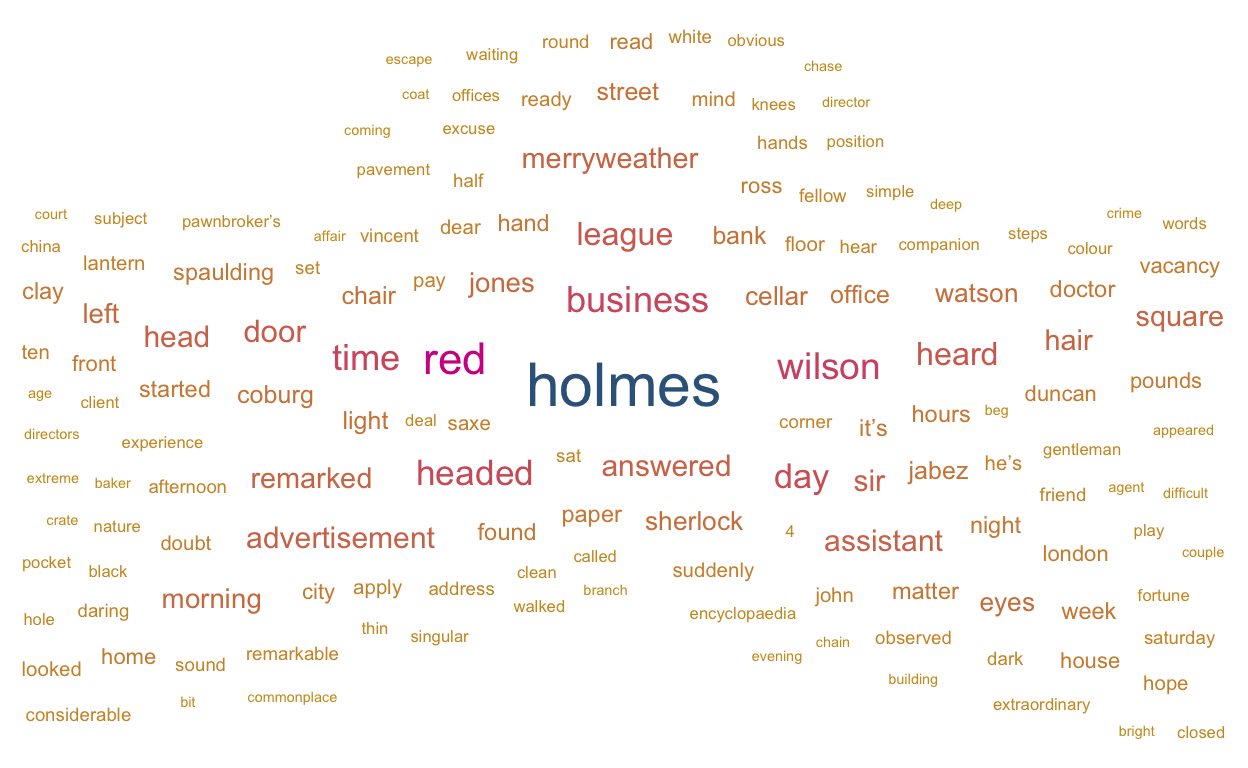 round read white obvious
escape waiting chase
coat offices ready street mind knees director
coming excuse hands position
pavement half merryweather ross fellow simple deep
court subject pawnbroker’s affair vincent dear hand league bank floor hear companion steps colour crime words
china lantern spaulding set chair pay jones business cellar office watson doctor vacancy
clay left head door time red holmes wilson heard hair square
ten front started coburg light deal saxe corner it’s hours beg duncan pounds
age client
directors experience sat answered day sir jabez he’s gentleman appeared
extreme baker afternoon remarked headed friend agent difficult
crate nature doubt advertisement found paper sherlock 4 assistant night london play couple
pocket black morning city apply address clean called branch suddenly john matter eyes week fortune
hole daring thin singular walked encyclopaedia chain observed saturday
looked home sound remarkable evening building dark house hope
considerable bit commonplace extraordinary bright closed